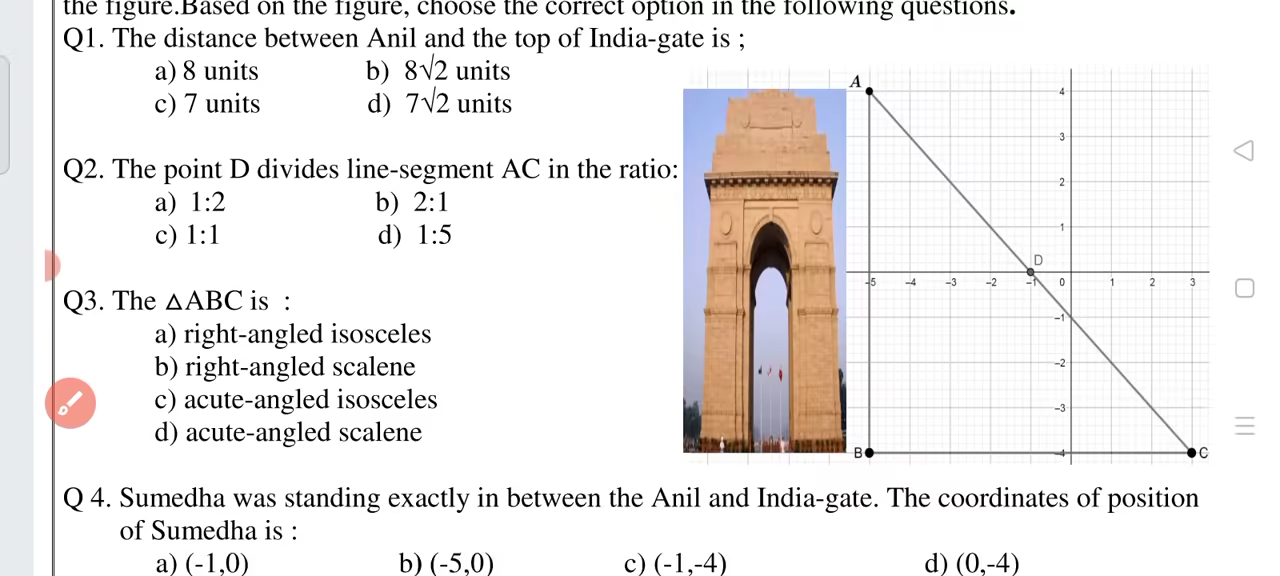 the figure.Based on the figure, choose the correct option in the following questions.
Q1. The distance between Anil and the top of India-gate is ;
a) 8 units b) 8√2 units
c) 7 units d) 7√2 units
Q2. The point D divides line-segment AC in the ratio:
a) 1:2 b) 2:1
c) 1:1 d) 1:5
Q3. The △ABC is :
a) right-angled isosceles
b) right-angled scalene
c) acute-angled isosceles
d) acute-angled scalene
A
4
3
2
1
D
-5 -4 -3 -2 -1 0 1 2 3
-1
-2
-3
B -4 C
Q 4. Sumedha was standing exactly in between the Anil and India-gate. The coordinates of position
of Sumedha is :
a) (-1,0) b) (-5,0) c) (-1,-4) d) (0,-4)